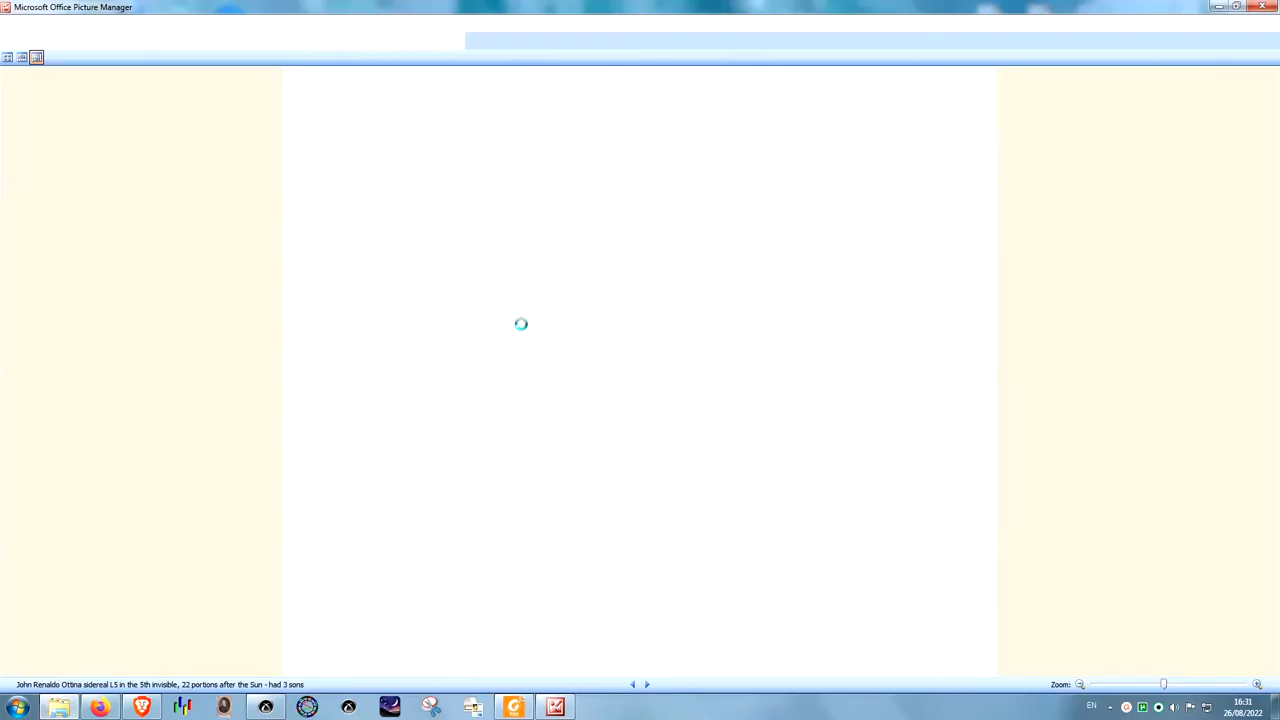 Microsoft Office Picture Manager
John Renaldo Ottina sidereal L5 in the 5th invisible, 22 portions after the Sun - had 3 sons
Zoom:
EN
16:31
26/08/2022